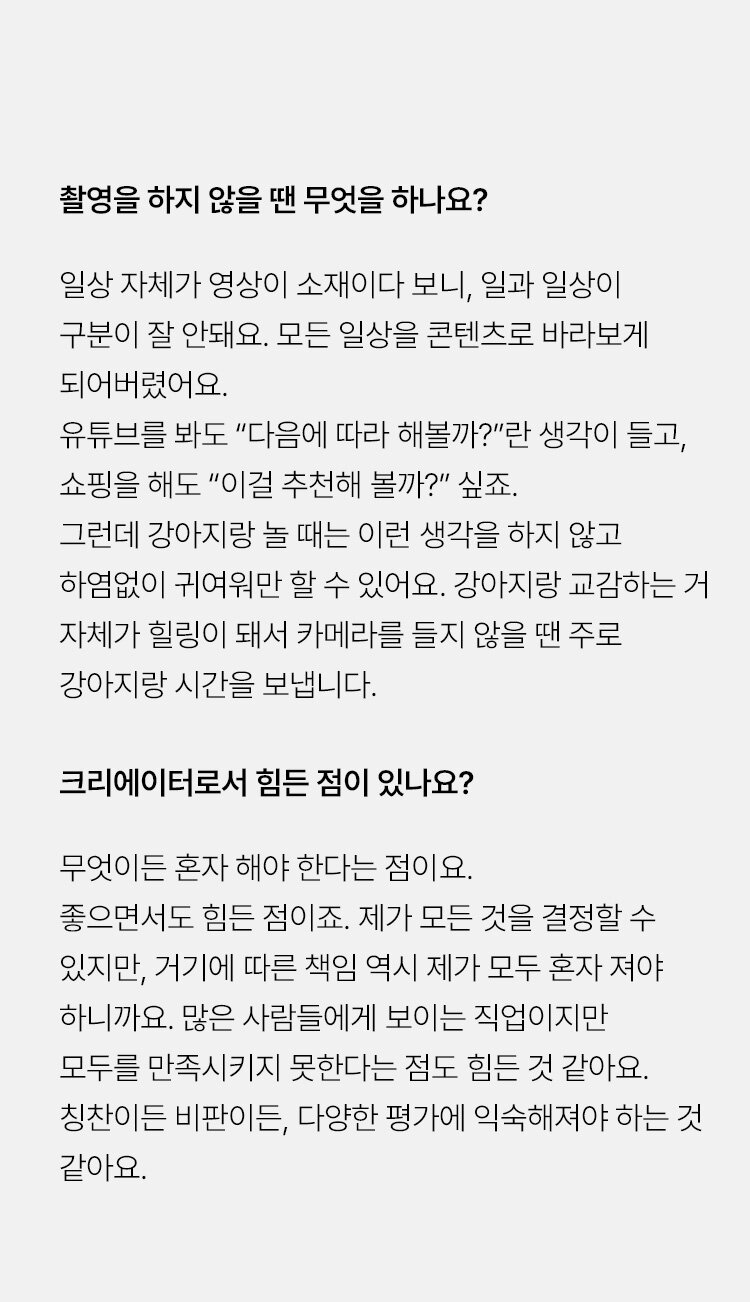 촬영을 하지 않을 땐 무엇을 하나요?
일상 자체가 영상이 소재이다 보니, 일과 일상이
구분이 잘 안돼요. 모든 일상을 콘텐츠로 바라보게
되어버렸어요.
유튜브를 봐도 “다음에 따라 해볼까?”란 생각이 들고,
쇼핑을 해도 “이걸 추천해 볼까?” 싶죠.
그런데 강아지랑 놀 때는 이런 생각을 하지 않고
하염없이 귀여워만 할 수 있어요. 강아지랑 교감하는 거
자체가 힐링이 돼서 카메라를 들지 않을 땐 주로
강아지랑 시간을 보냅니다.
크리에이터로서 힘든 점이 있나요?
무엇이든 혼자 해야 한다는 점이요.
좋으면서도 힘든 점이죠. 제가 모든 것을 결정할 수
있지만, 거기에 따른 책임 역시 제가 모두 혼자 져야
하니까요. 많은 사람들에게 보이는 직업이지만
모두를 만족시키지 못한다는 점도 힘든 것 같아요.
칭찬이든 비판이든, 다양한 평가에 익숙해져야 하는 것
같아요.